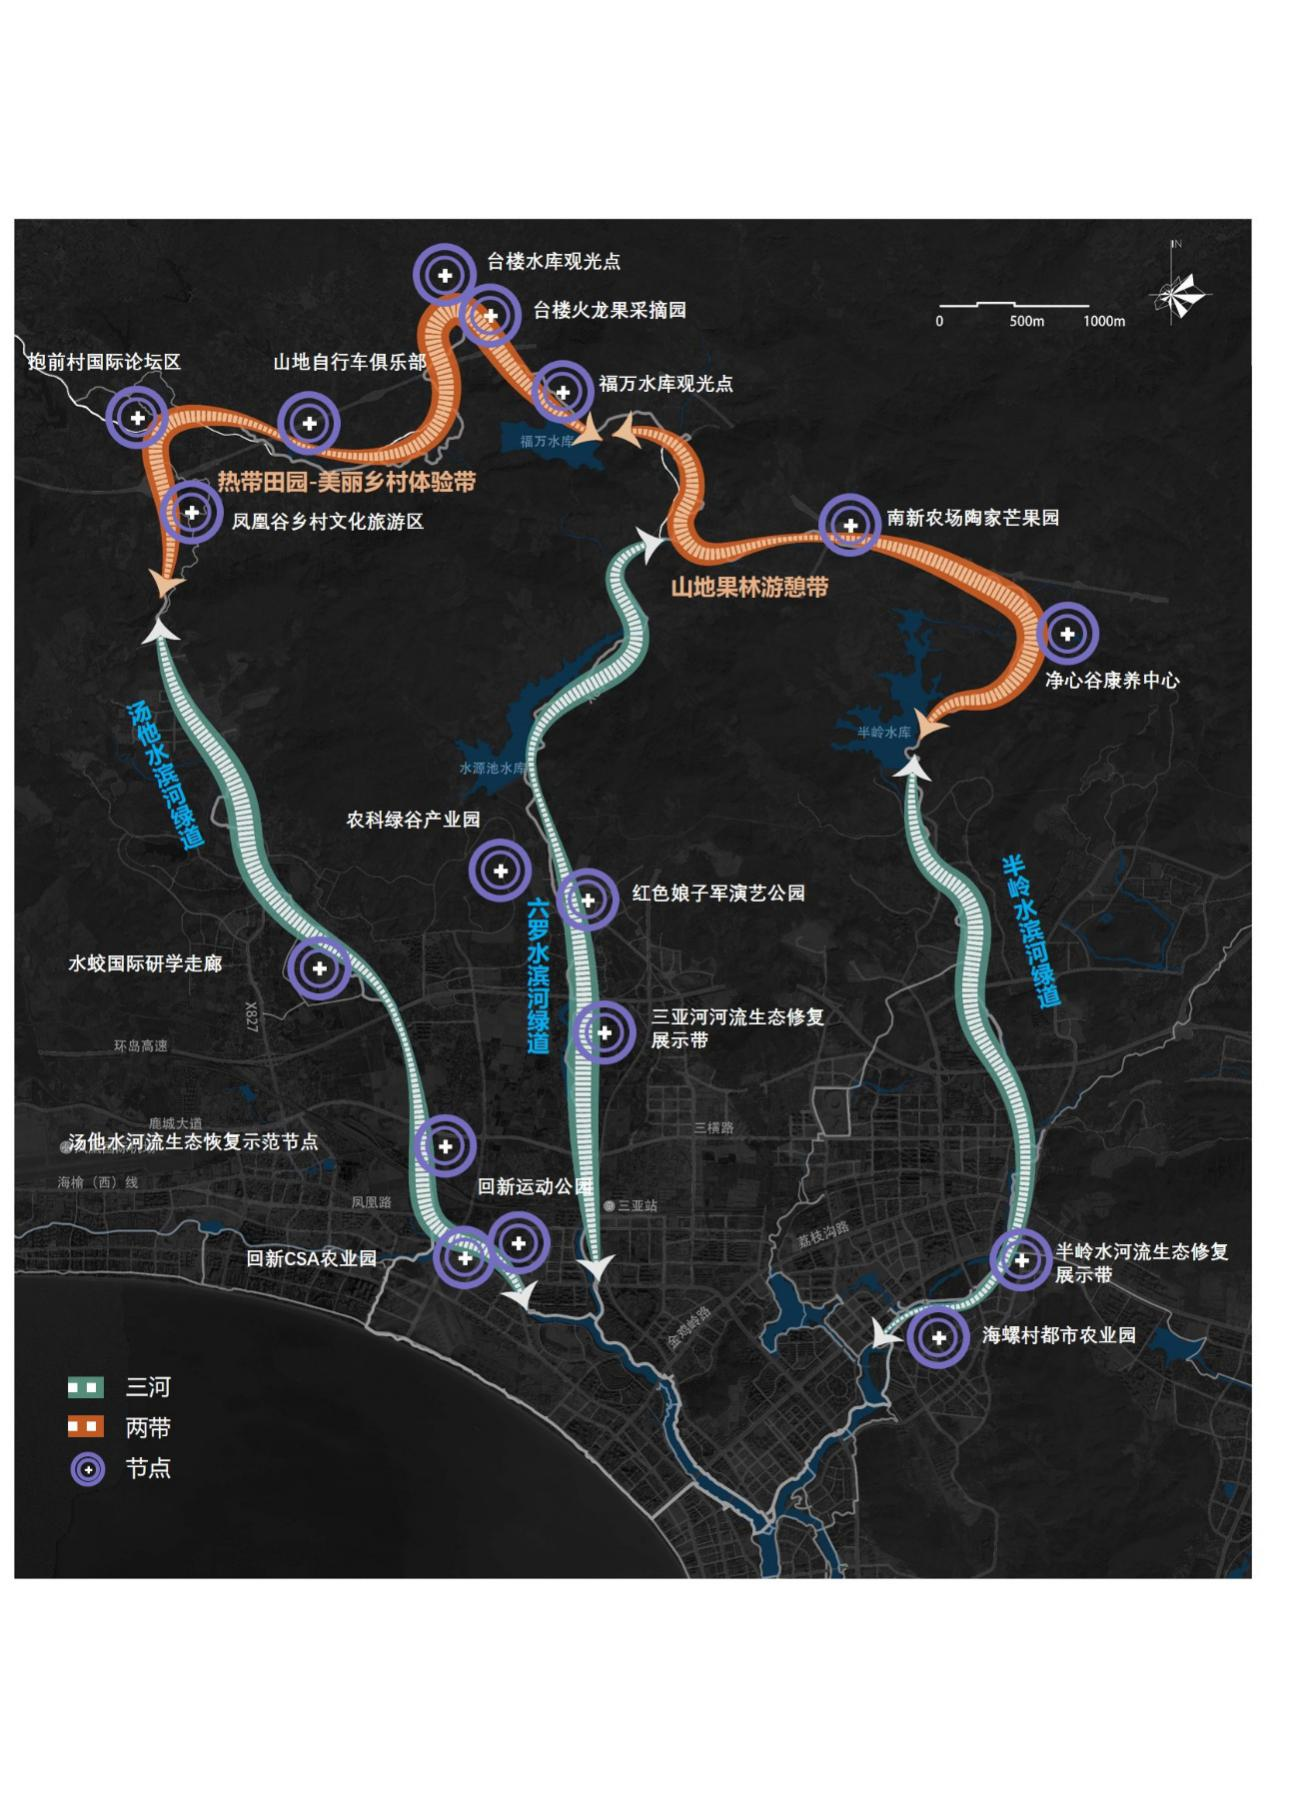 台楼水库观光点
IN
台楼火龙果采摘园
0 500m 1000m
抱前村国际论坛区
山地自行车俱乐部
福万水库观光点
福万水库
热带田园-美丽乡村体验带
凤凰谷乡村文化旅游区
南新农场陶家芒果园
山地果林游憩带
净心谷康养中心
汤他水滨河绿道
半岭水库
水源池水库
农科绿谷产业园
红色娘子军演艺公园
六罗水滨河绿道
半岭水滨河绿道
水蛟国际研学走廊
X827
三亚河河流生态修复
展示带
环岛高速
鹿城大道
三横路
汤他水河流生态恢复示范节点
海榆（西）线
凤凰路
回新运动公园
三亚站
荔枝沟路
回新CSA农业园
半岭水河流生态修复
展示带
金鸡岭路
海螺村都市农业园
三河
两带
节点